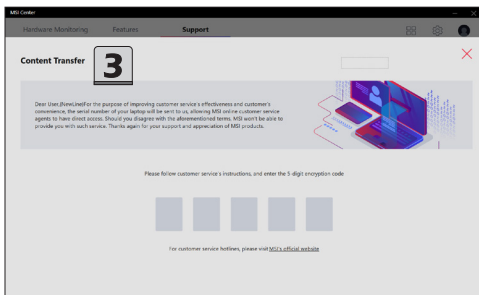 MSI Center
Hardware Monitoring Features Support
Content Transfer
3
Dear User,(NewLine)For the purpose of improving customer service's effectiveness and customer's
convenience, the serial number of your laptop will be sent to us, allowing MSI online customer service
agents to have direct access. Should you disagree with the aforementioned terms, MSI won't be able to
provide you with such service. Thanks again for your support and appreciation of MSI products.
Please follow customer service's instructions, and enter the 5-digit encryption code
For customer service hotlines, please visit MSI's official website